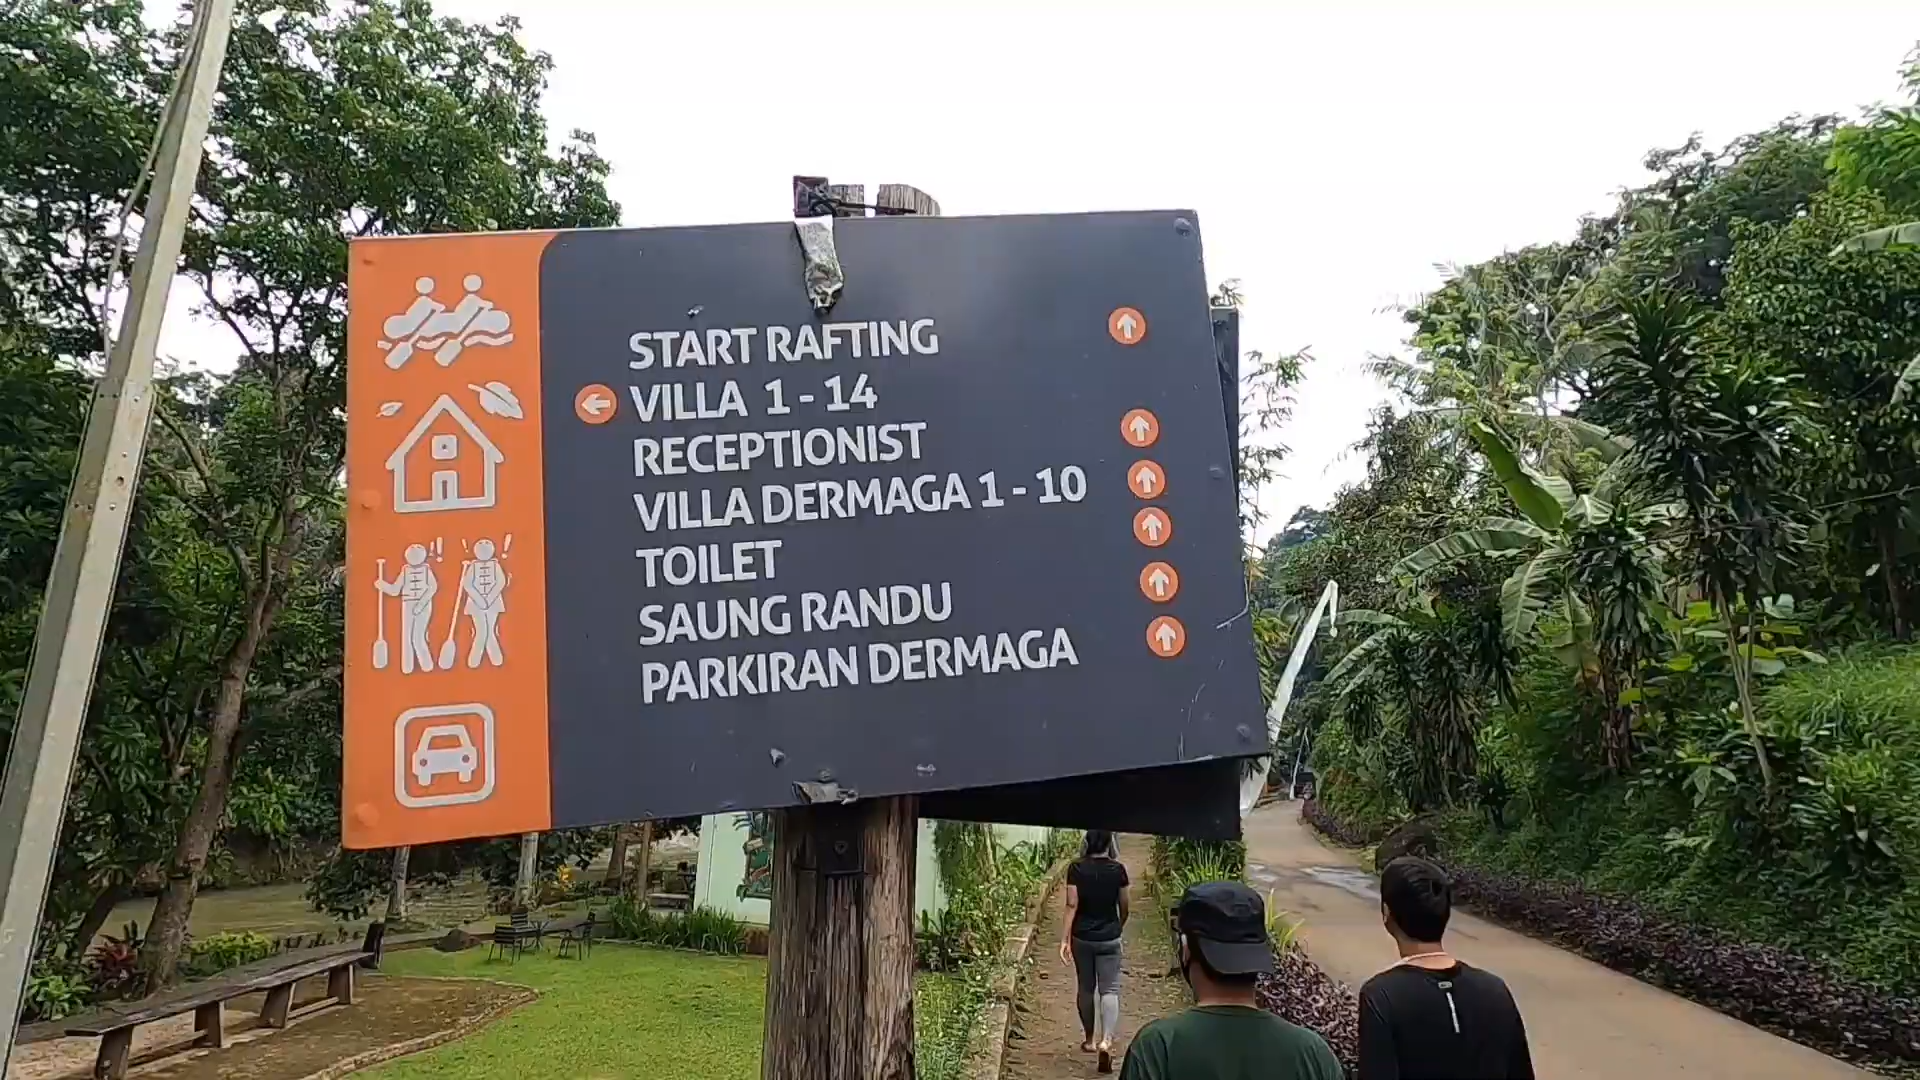 START RAFTING
VILLA 1 - 14
RECEPTIONIST
VILLA DERMAGA 1 - 10
TOILET
SAUNG RANDU
PARKIRAN DERMAGA